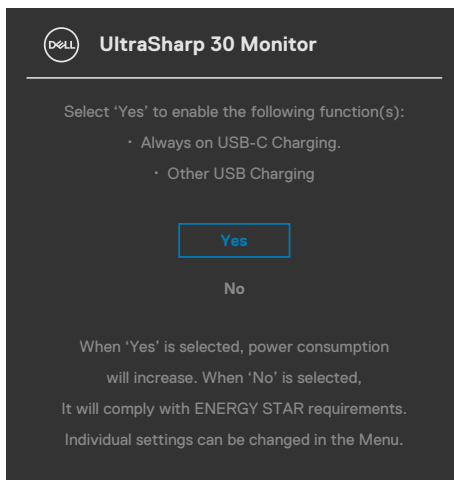 DELL
UltraSharp 30 Monitor
Select ‘Yes’ to enable the following function(s):
· Always on USB-C Charging.
· Other USB Charging
Yes
No
When ‘Yes’ is selected, power consumption
will increase. When ‘No’ is selected,
It will comply with ENERGY STAR requirements.
Individual settings can be changed in the Menu.